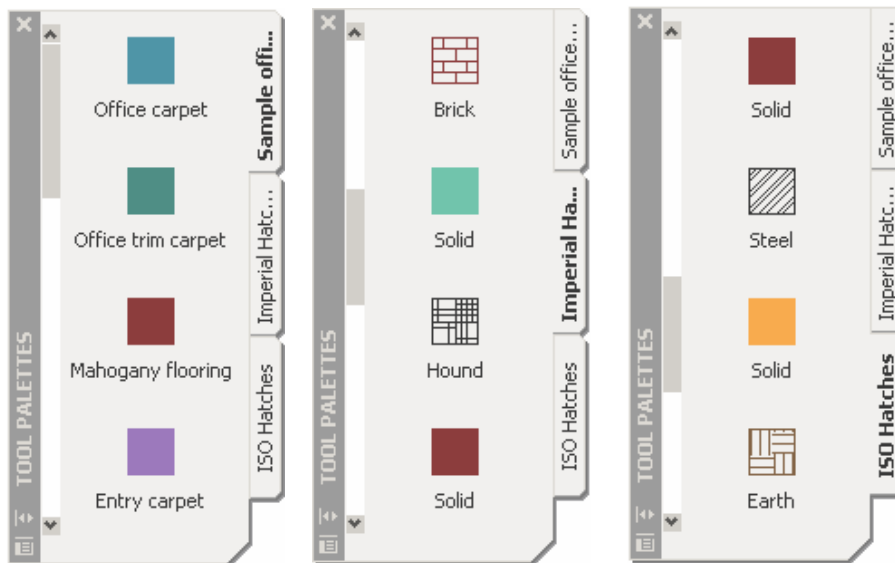 TOOL PALETTES
Office carpet
Office trim carpet
Mahogany flooring
Entry carpet
Sample offi...
Imperial Hatc...
ISO Hatches
TOOL PALETTES
Brick
Solid
Hound
Solid
Sample office...
Imperial Ha...
ISO Hatches
TOOL PALETTES
Solid
Steel
Solid
Earth
Sample office...
Imperial Hatc...
ISO Hatches